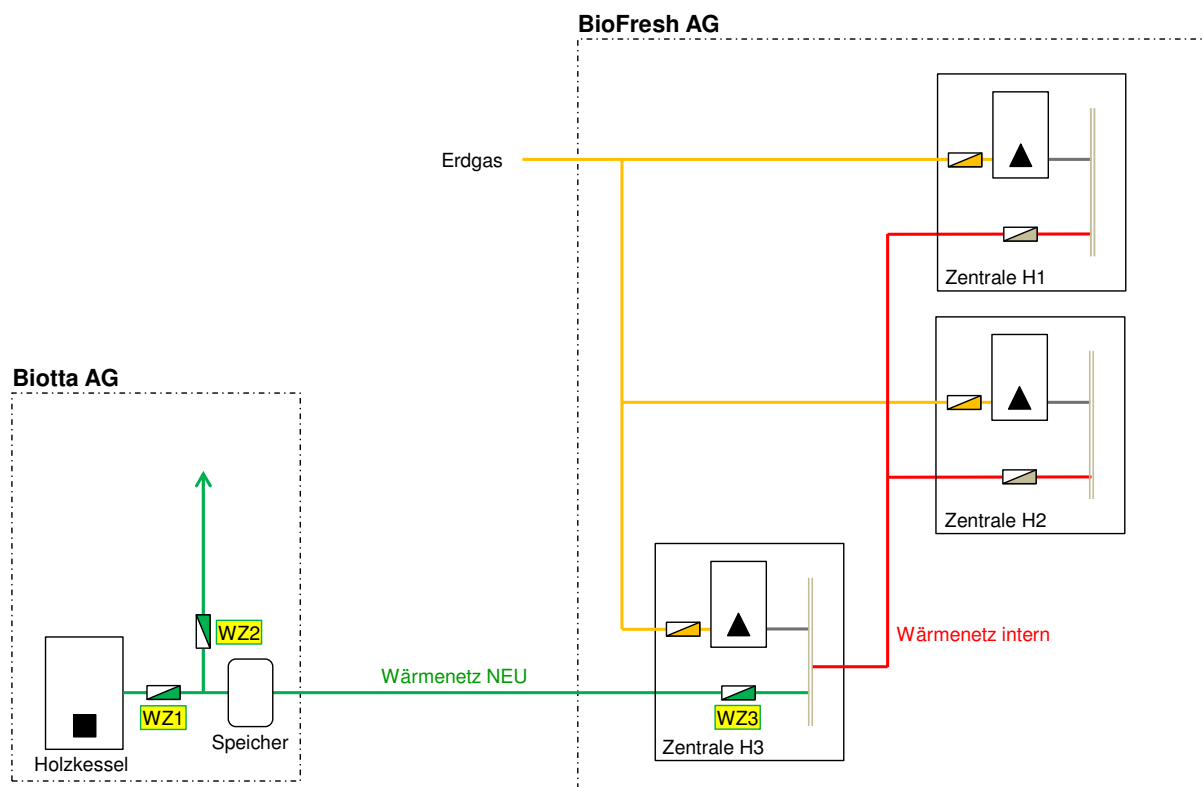 BioFresh AG
Erdgas
Zentrale H1
Biotta AG
Zentrale H2
WZ2
Wärmenetz intern
Wärmenetz NEU
WZ1
WZ3
Speicher
Zentrale H3
Holzkessel